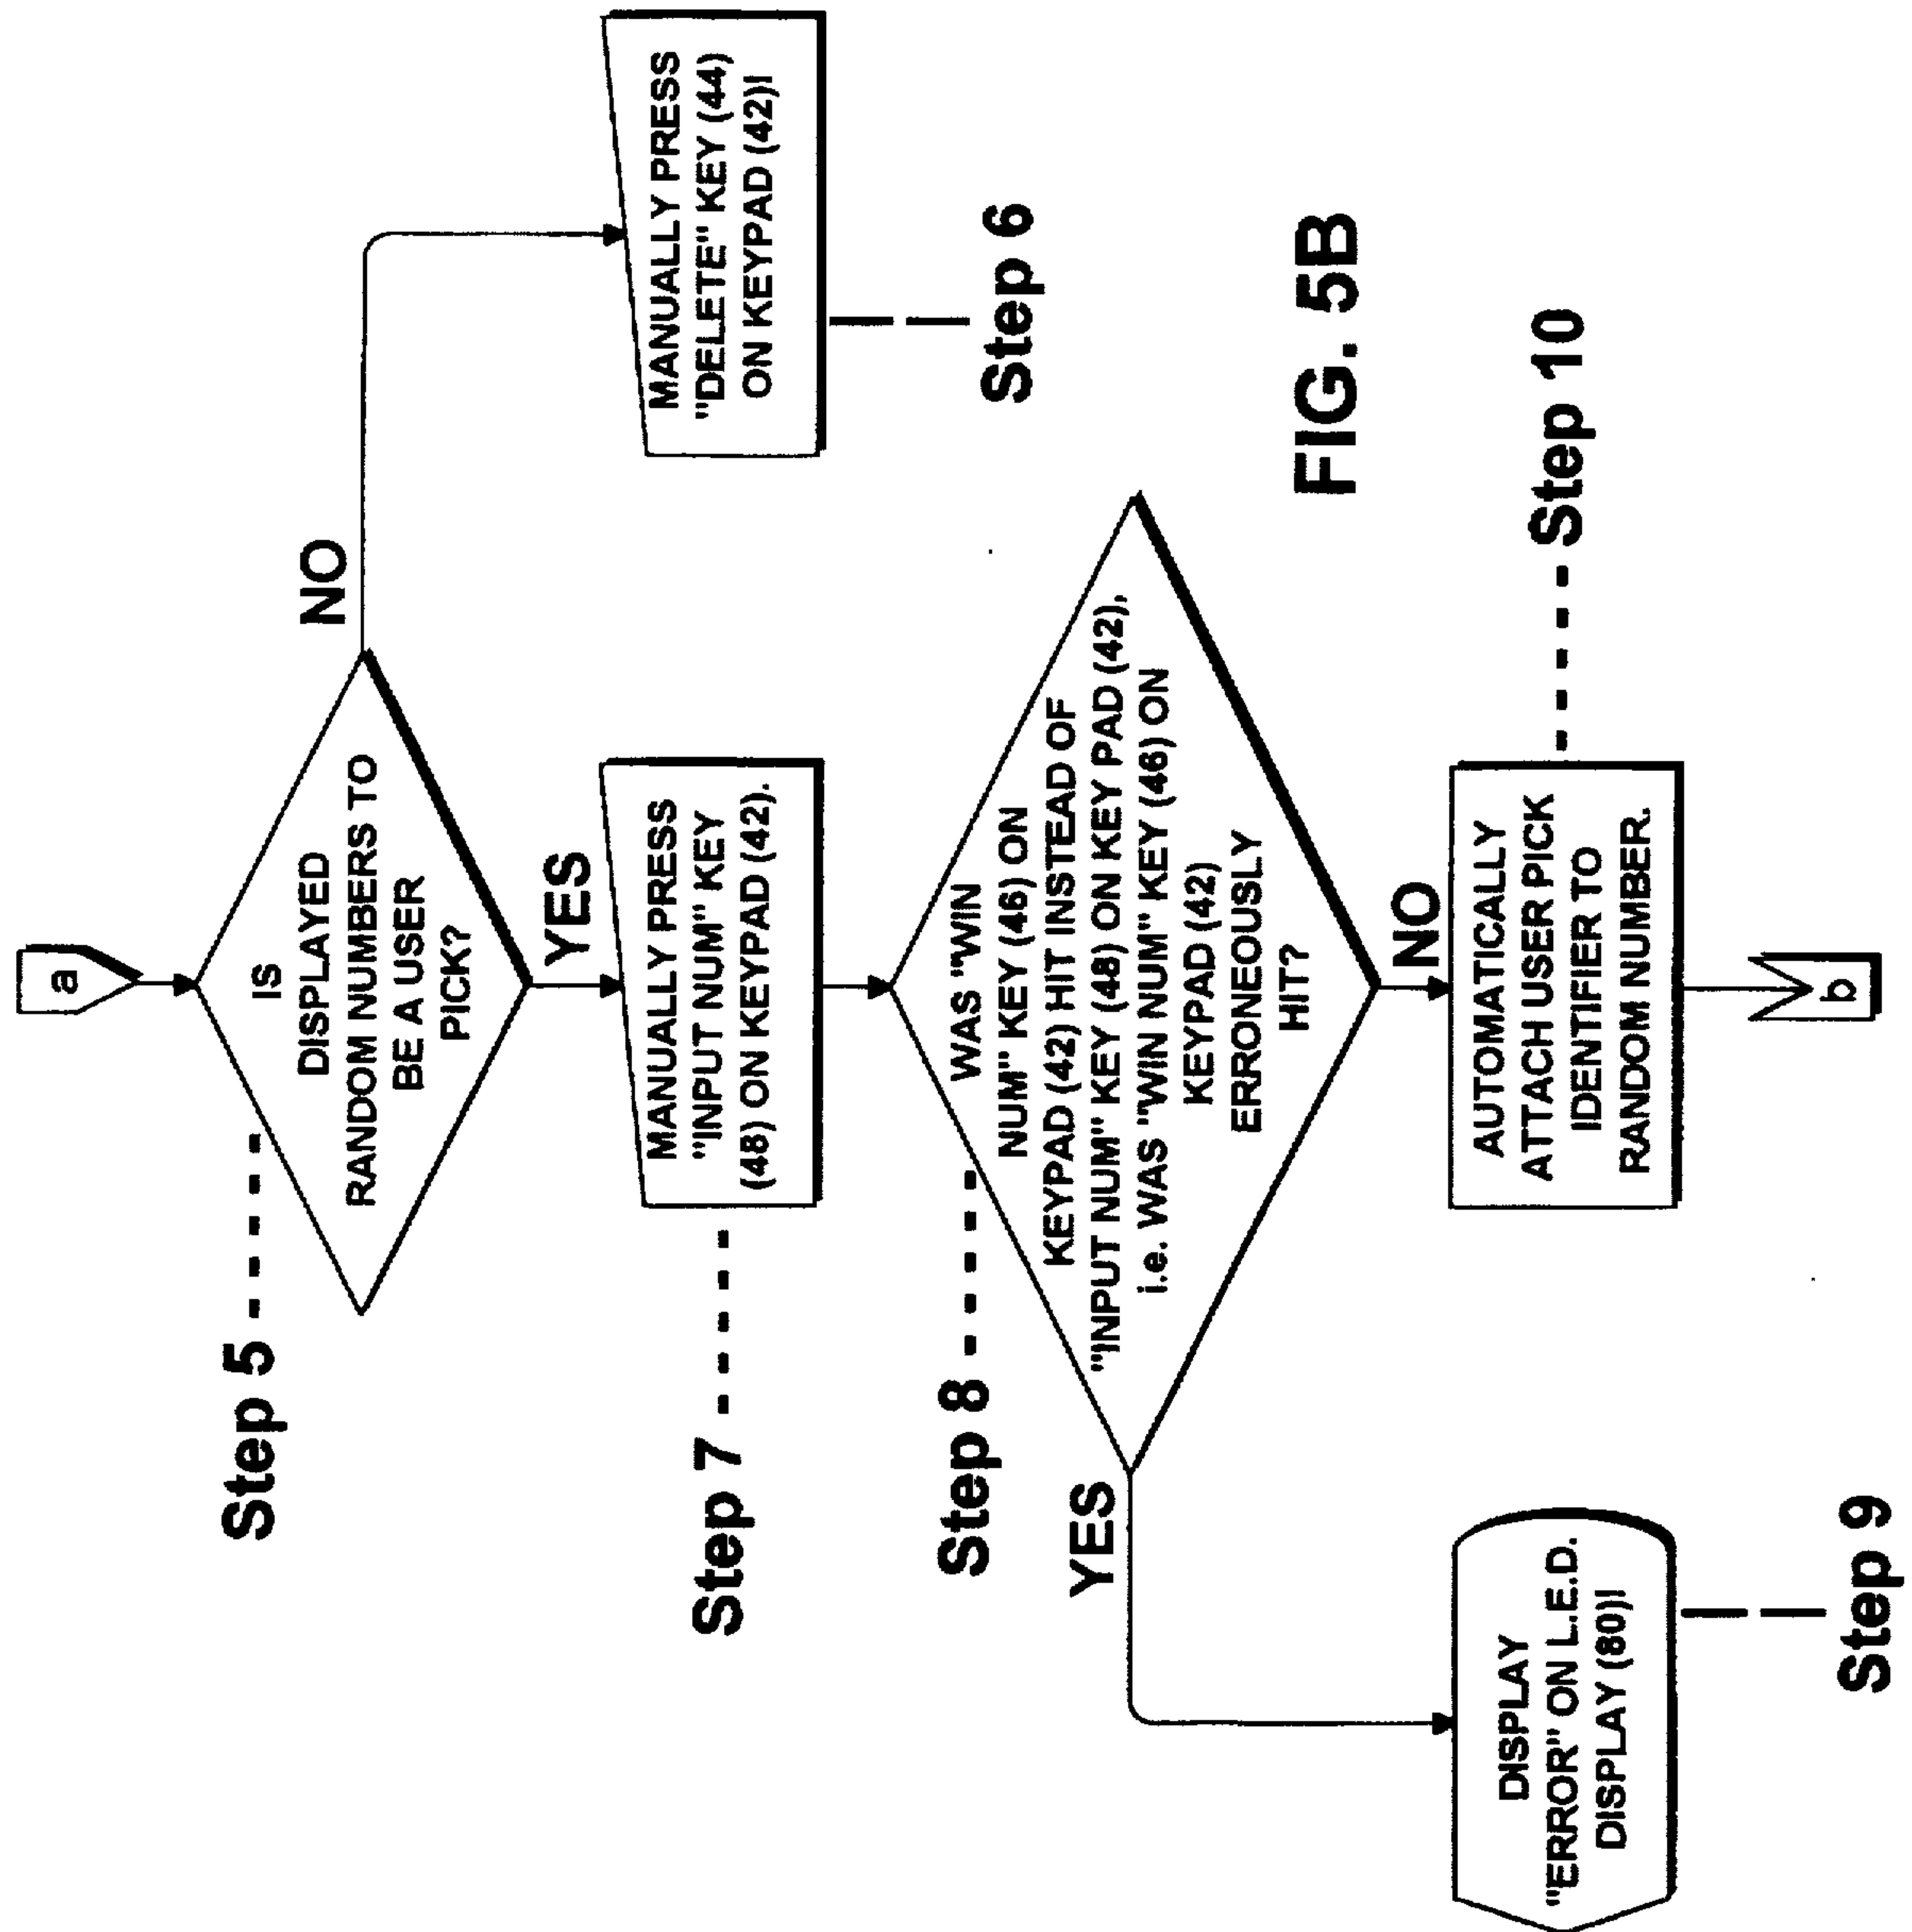 a
Step 5
IS
DISPLAYED
RANDOM NUMBERS TO
BE A USER
PICK?
NO
YES
MANUALLY PRESS
"DELETE" KEY (44)
ON KEYPAD (42)!
Step 6
Step 7
MANUALLY PRESS
"INPUT NUM" KEY
(48) ON KEYPAD (42).
Step 8
WAS "WIN
NUM" KEY (46) ON
KEYPAD (42) HIT INSTEAD OF
"INPUT NUM" KEY (48) ON KEY PAD (42),
i.e. WAS "WIN NUM" KEY (46) ON
KEYPAD (42)
ERRONEOUSLY
HIT?
YES
NO
DISPLAY
"ERROR" ON L.E.D.
DISPLAY (80)!
Step 9
AUTOMATICALLY
ATTACH USER PICK
IDENTIFIER TO
RANDOM NUMBER.
Step 10
b
FIG. 5B